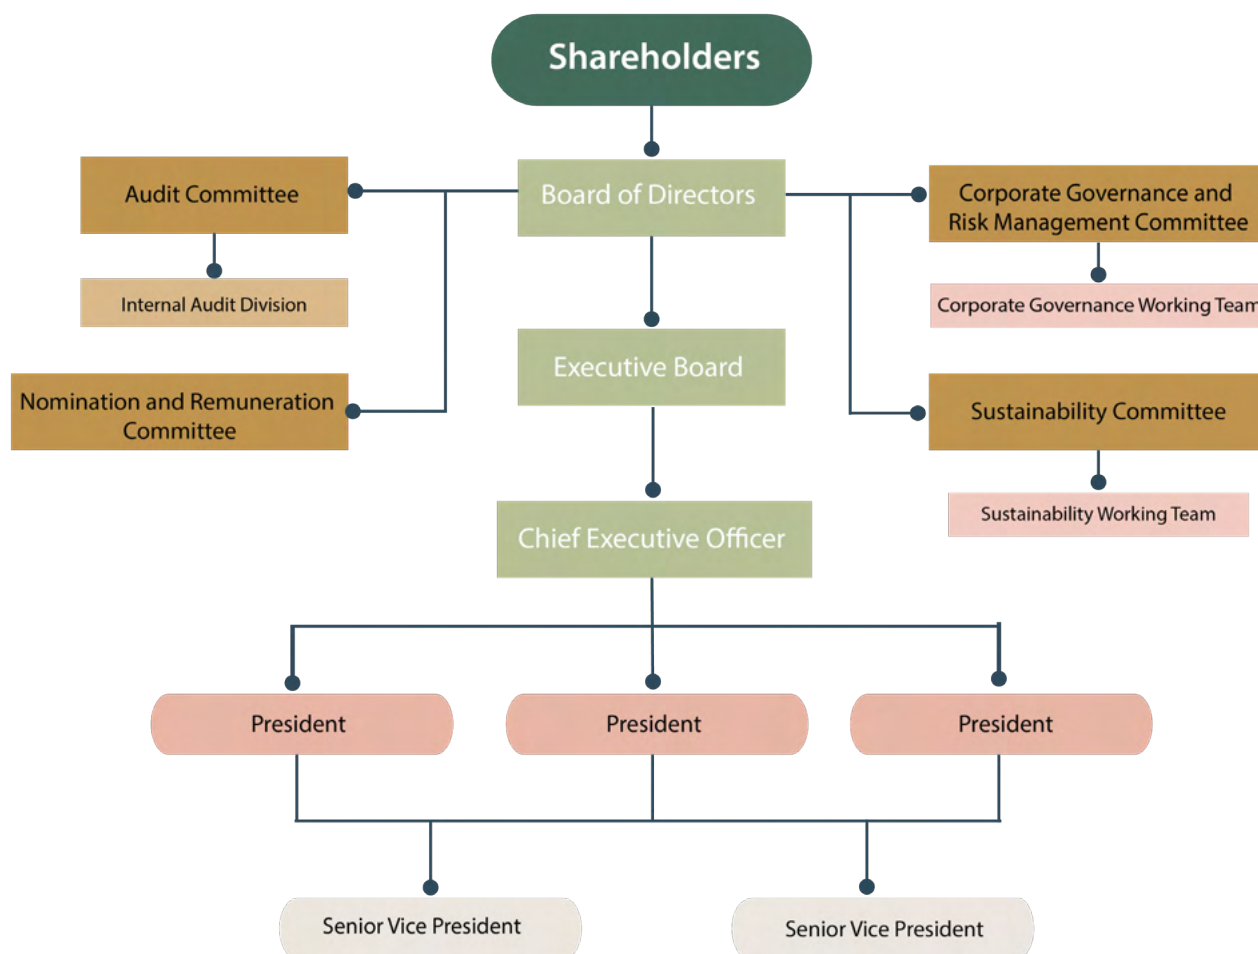 Shareholders
Audit Committee
Board of Directors
Corporate Governance and
Risk Management Committee
Internal Audit Division
Corporate Governance Working Team
Executive Board
Nomination and Remuneration
Committee
Sustainability Committee
Sustainability Working Team
Chief Executive Officer
President
President
President
Senior Vice President
Senior Vice President